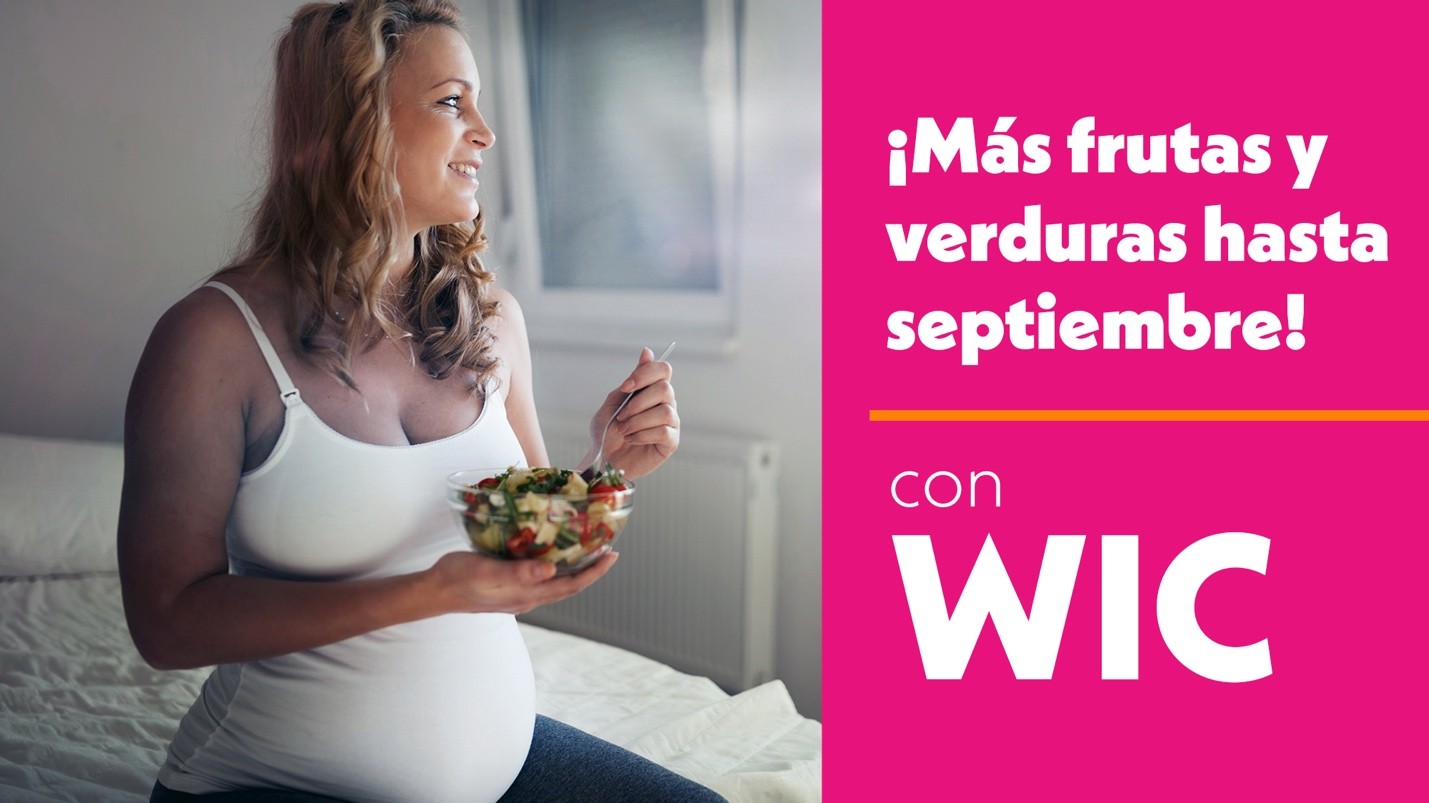 ¡Más frutas y
verduras hasta
septiembre!
con
WIC